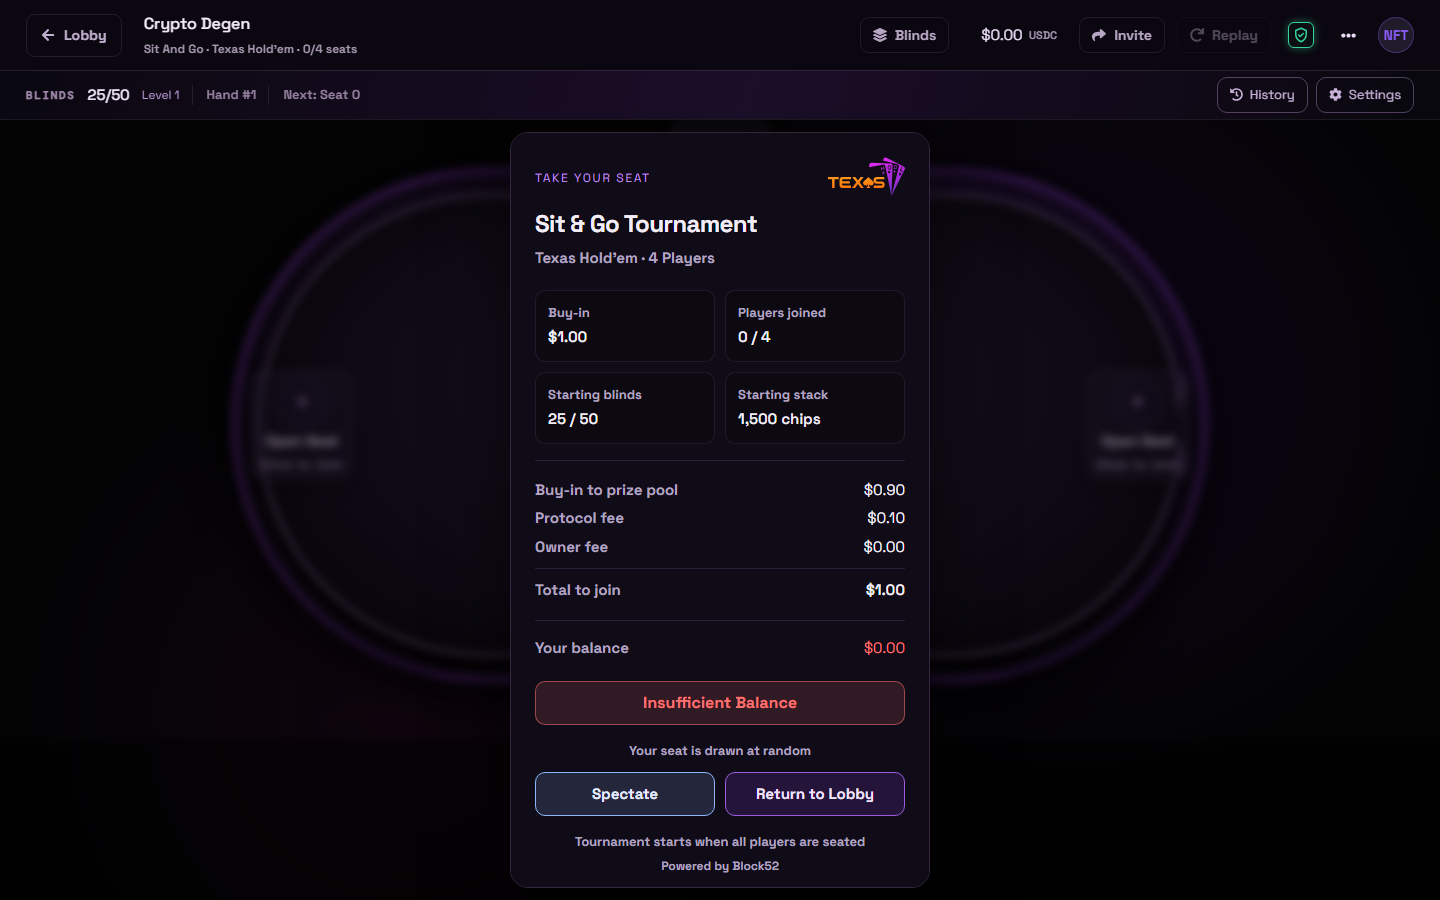 Lobby
Crypto Degen
Sit And Go · Texas Hold'em · 0/4 seats
Blinds
$0.00 USDC
Invite
Replay
NFT
BLINDS 25/50 Level 1
Hand #1
Next: Seat 0
History
Settings
TAKE YOUR SEAT
TEXAS
Sit & Go Tournament
Texas Hold'em · 4 Players
Buy-in
$1.00
Players joined
0 / 4
Starting blinds
25 / 50
Starting stack
1,500 chips
Buy-in to prize pool $0.90
Protocol fee $0.10
Owner fee $0.00
Total to join $1.00
Your balance $0.00
Insufficient Balance
Your seat is drawn at random
Spectate
Return to Lobby
Tournament starts when all players are seated
Powered by Block52
Open Seat
Open Seat